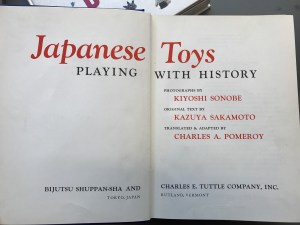 Japanese Toys
PLAYING WITH HISTORY
PHOTOGRAPHS BY
KIYOSHI SONOBE
ORIGINAL TEXT BY
KAZUYA SAKAMOTO
TRANSLATED & ADAPTED BY
CHARLES A. POMEROY
BIJUTSU SHUPPAN-SHA AND
TOKYO, JAPAN
CHARLES E. TUTTLE COMPANY, INC.
RUTLAND, VERMONT